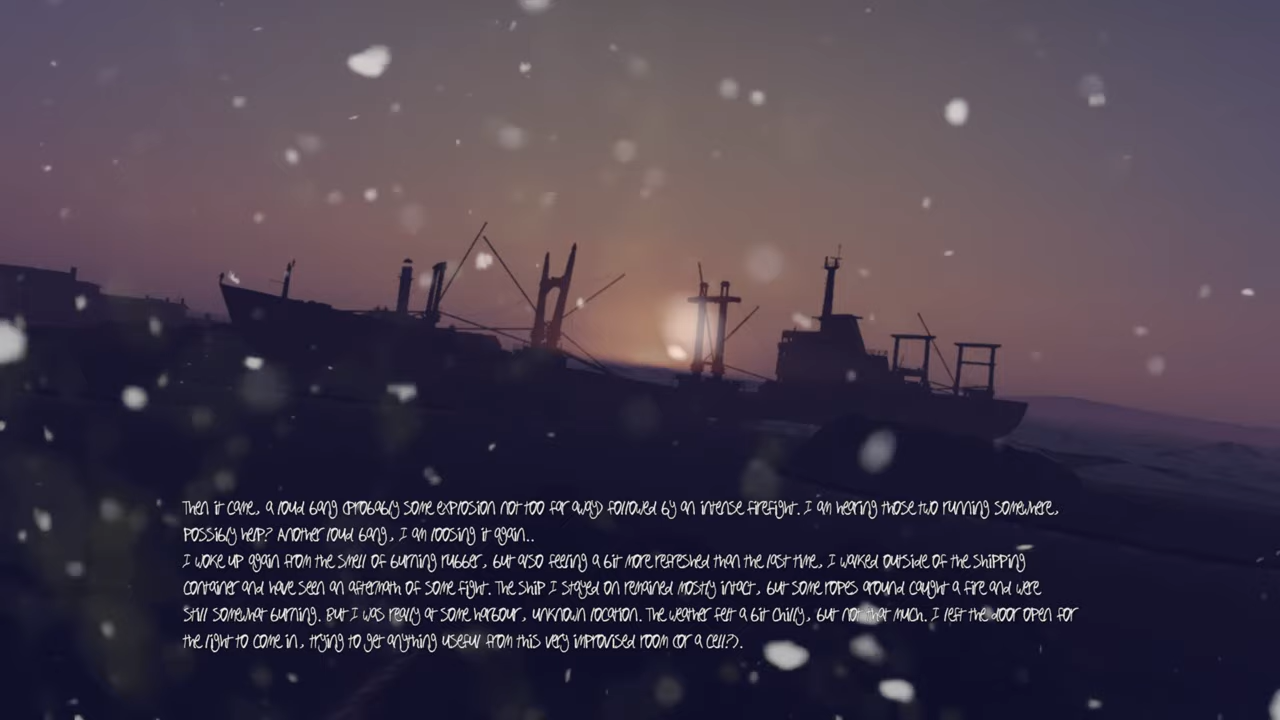 Then it came, a loud bang (Probably some explosion not too far away) followed by an intense firefight. I am hearing those two running somewhere,
possibly help? Another loud bang, I am loosing it again..
I woke up again from the smell of burning rubber, but also feeling a bit more refreshed than the last time, I walked outside of the shipping
container and have seen an aftermath of some fight. The ship I stayed on remained mostly intact, but some ropes around caught a fire and were
still somewhat burning. But I was really at some harbour, unknown location. The weather felt a bit chilly, but not that much. I left the door open for
the light to come in, trying to get anything useful from this very improvised room (or a cell?).